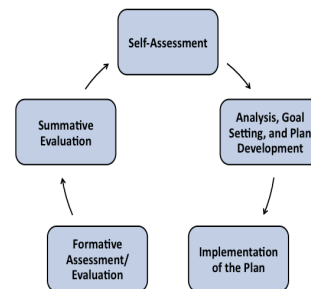 Self-Assessment
Analysis, Goal
Setting, and Plan
Development
Implementation
of the Plan
Formative
Assessment/
Evaluation
Summative
Evaluation